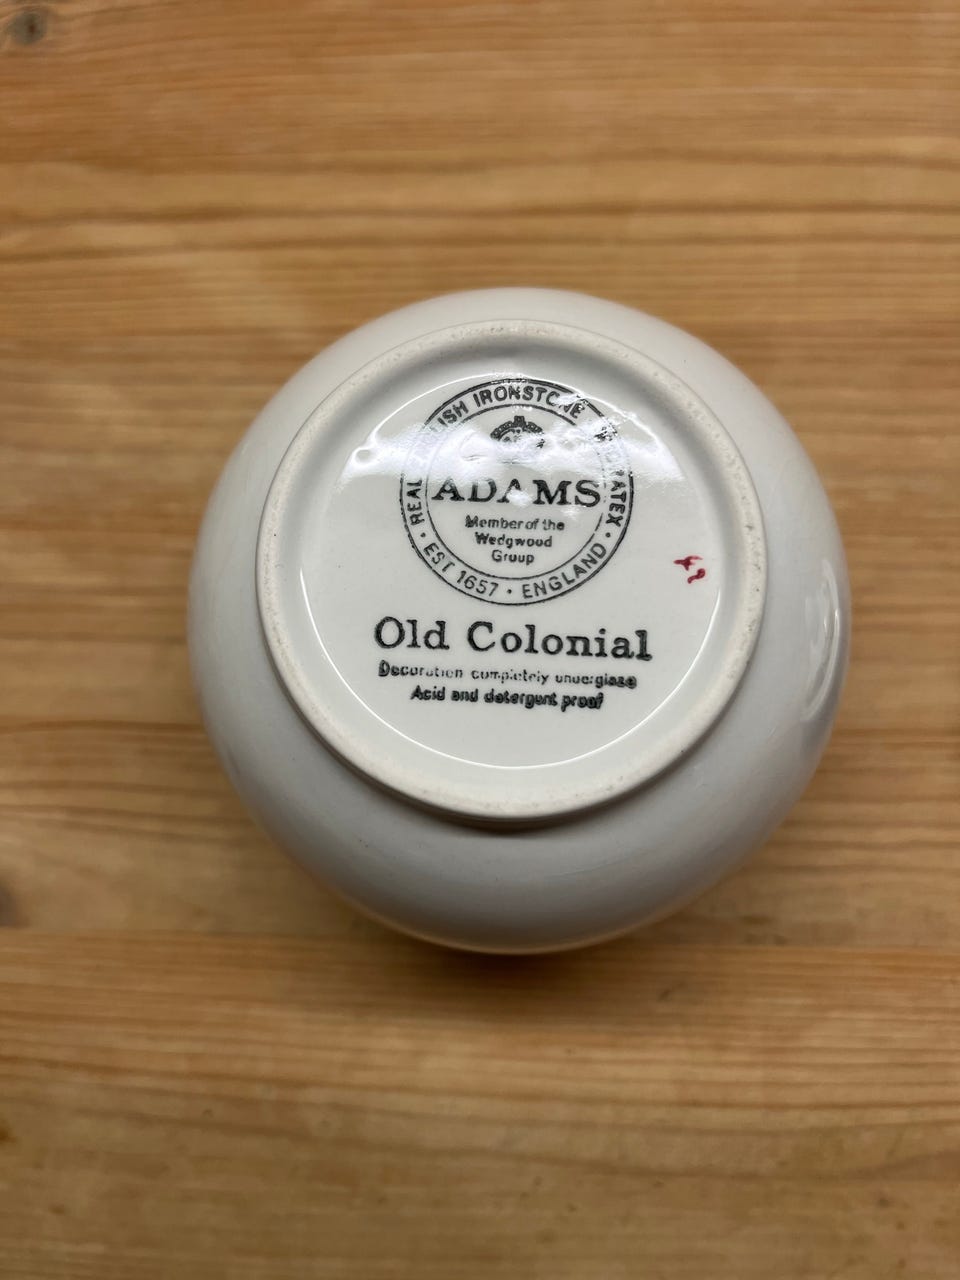 REAL ENGLISH IRONSTONE
ADAMS
Member of the
Wedgwood
Group
EST 1657 · ENGLAND ·
Old Colonial
Decoration completely underglaze
Acid and detergent proof